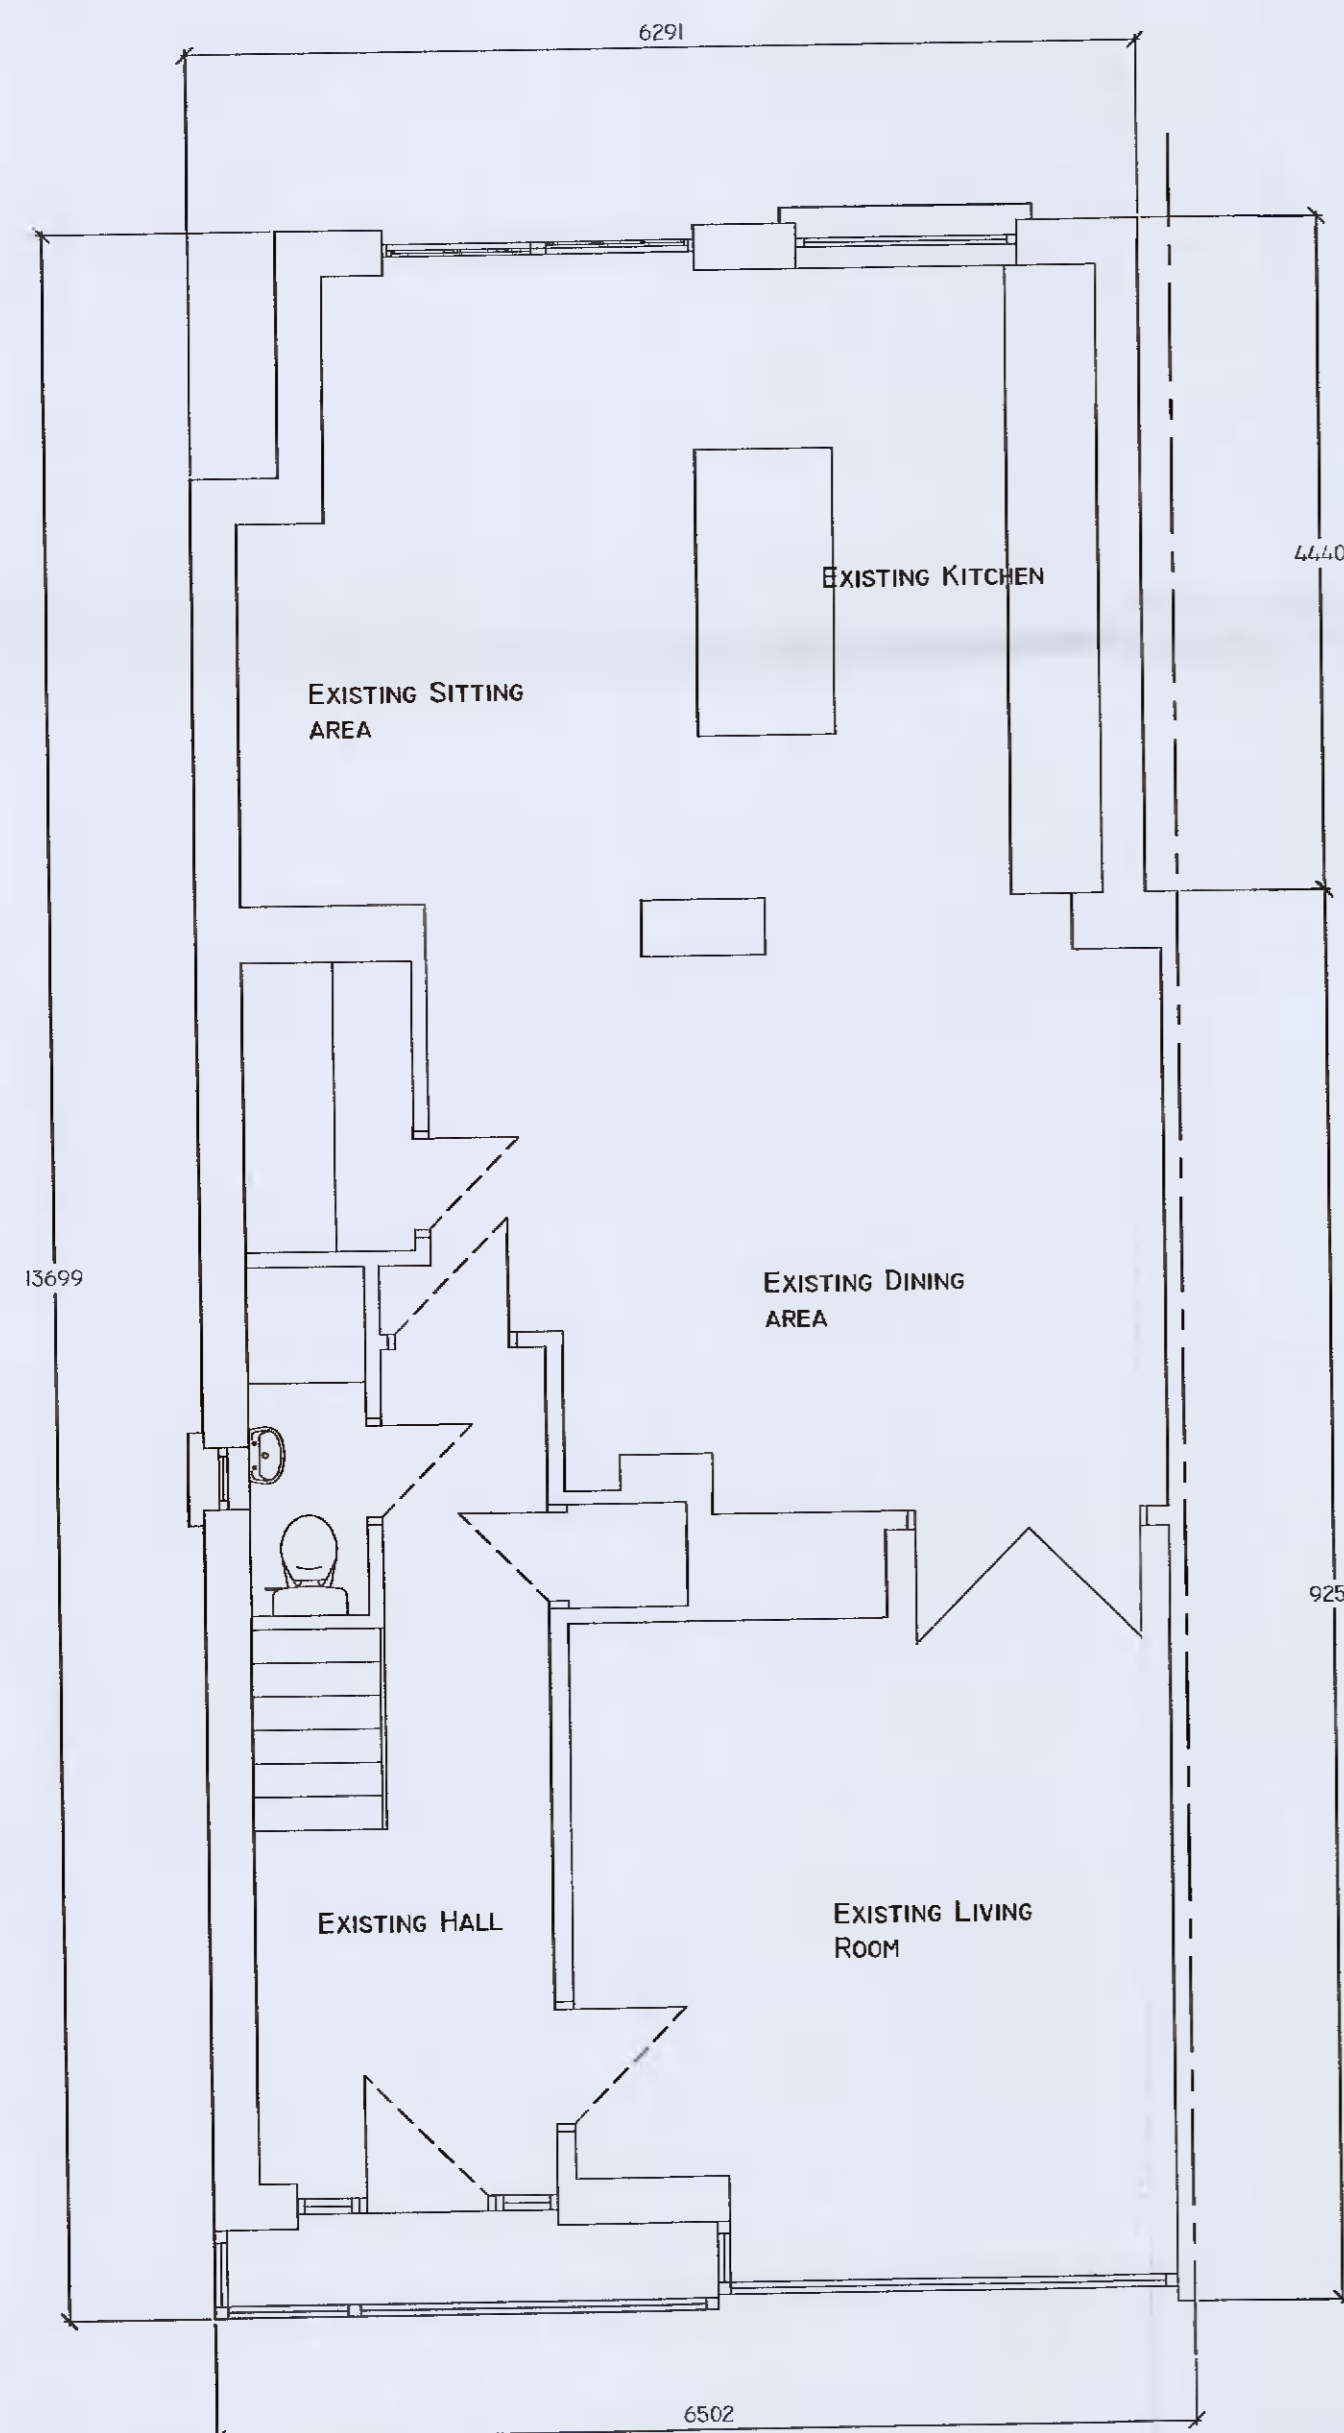 6291
4440
EXISTING KITCHEN
EXISTING SITTING
AREA
13699
EXISTING DINING
AREA
925
EXISTING HALL
EXISTING LIVING
ROOM
6502